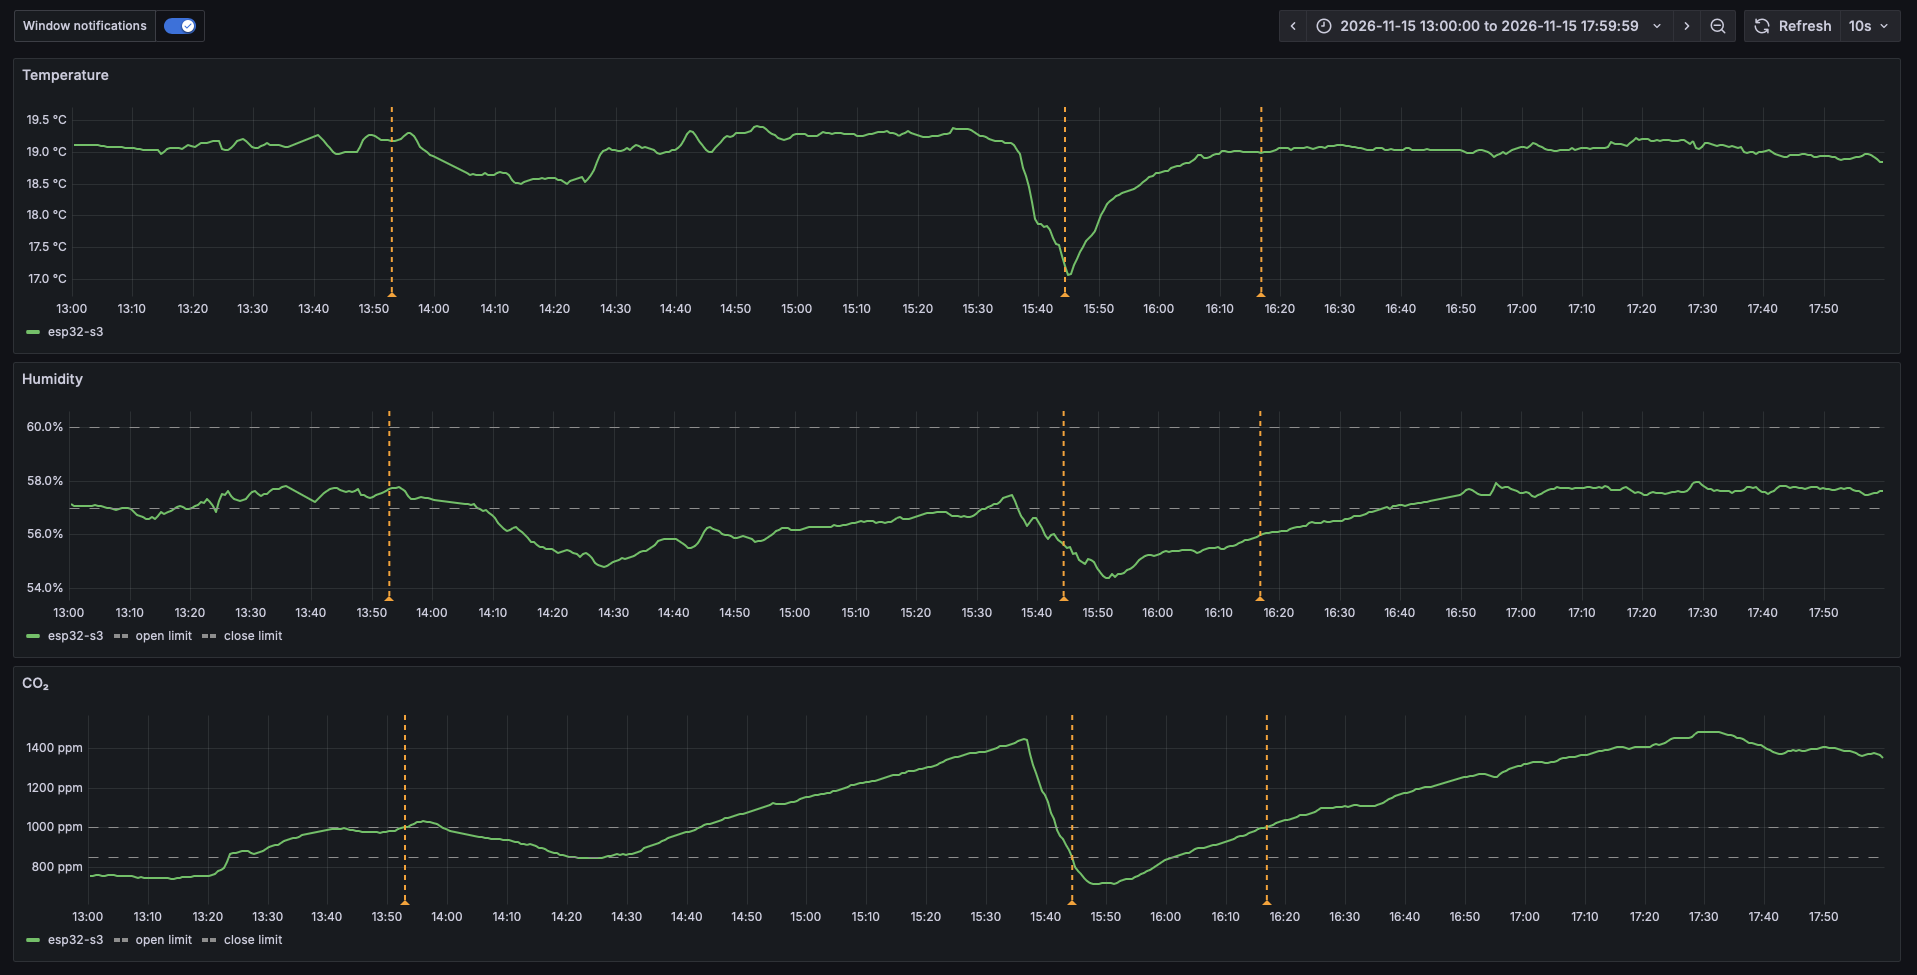 Window notifications
2026-11-15 13:00:00 to 2026-11-15 17:59:59
Refresh
10s
Temperature
19.5 °C
19.0 °C
18.5 °C
18.0 °C
17.5 °C
17.0 °C
13:00 13:10 13:20 13:30 13:40 13:50 14:00 14:10 14:20 14:30 14:40 14:50 15:00 15:10 15:20 15:30 15:40 15:50 16:00 16:10 16:20 16:30 16:40 16:50 17:00 17:10 17:20 17:30 17:40 17:50
esp32-s3
Humidity
60.0%
58.0%
56.0%
54.0%
13:00 13:10 13:20 13:30 13:40 13:50 14:00 14:10 14:20 14:30 14:40 14:50 15:00 15:10 15:20 15:30 15:40 15:50 16:00 16:10 16:20 16:30 16:40 16:50 17:00 17:10 17:20 17:30 17:40 17:50
esp32-s3 open limit close limit
CO₂
1400 ppm
1200 ppm
1000 ppm
800 ppm
13:00 13:10 13:20 13:30 13:40 13:50 14:00 14:10 14:20 14:30 14:40 14:50 15:00 15:10 15:20 15:30 15:40 15:50 16:00 16:10 16:20 16:30 16:40 16:50 17:00 17:10 17:20 17:30 17:40 17:50
esp32-s3 open limit close limit